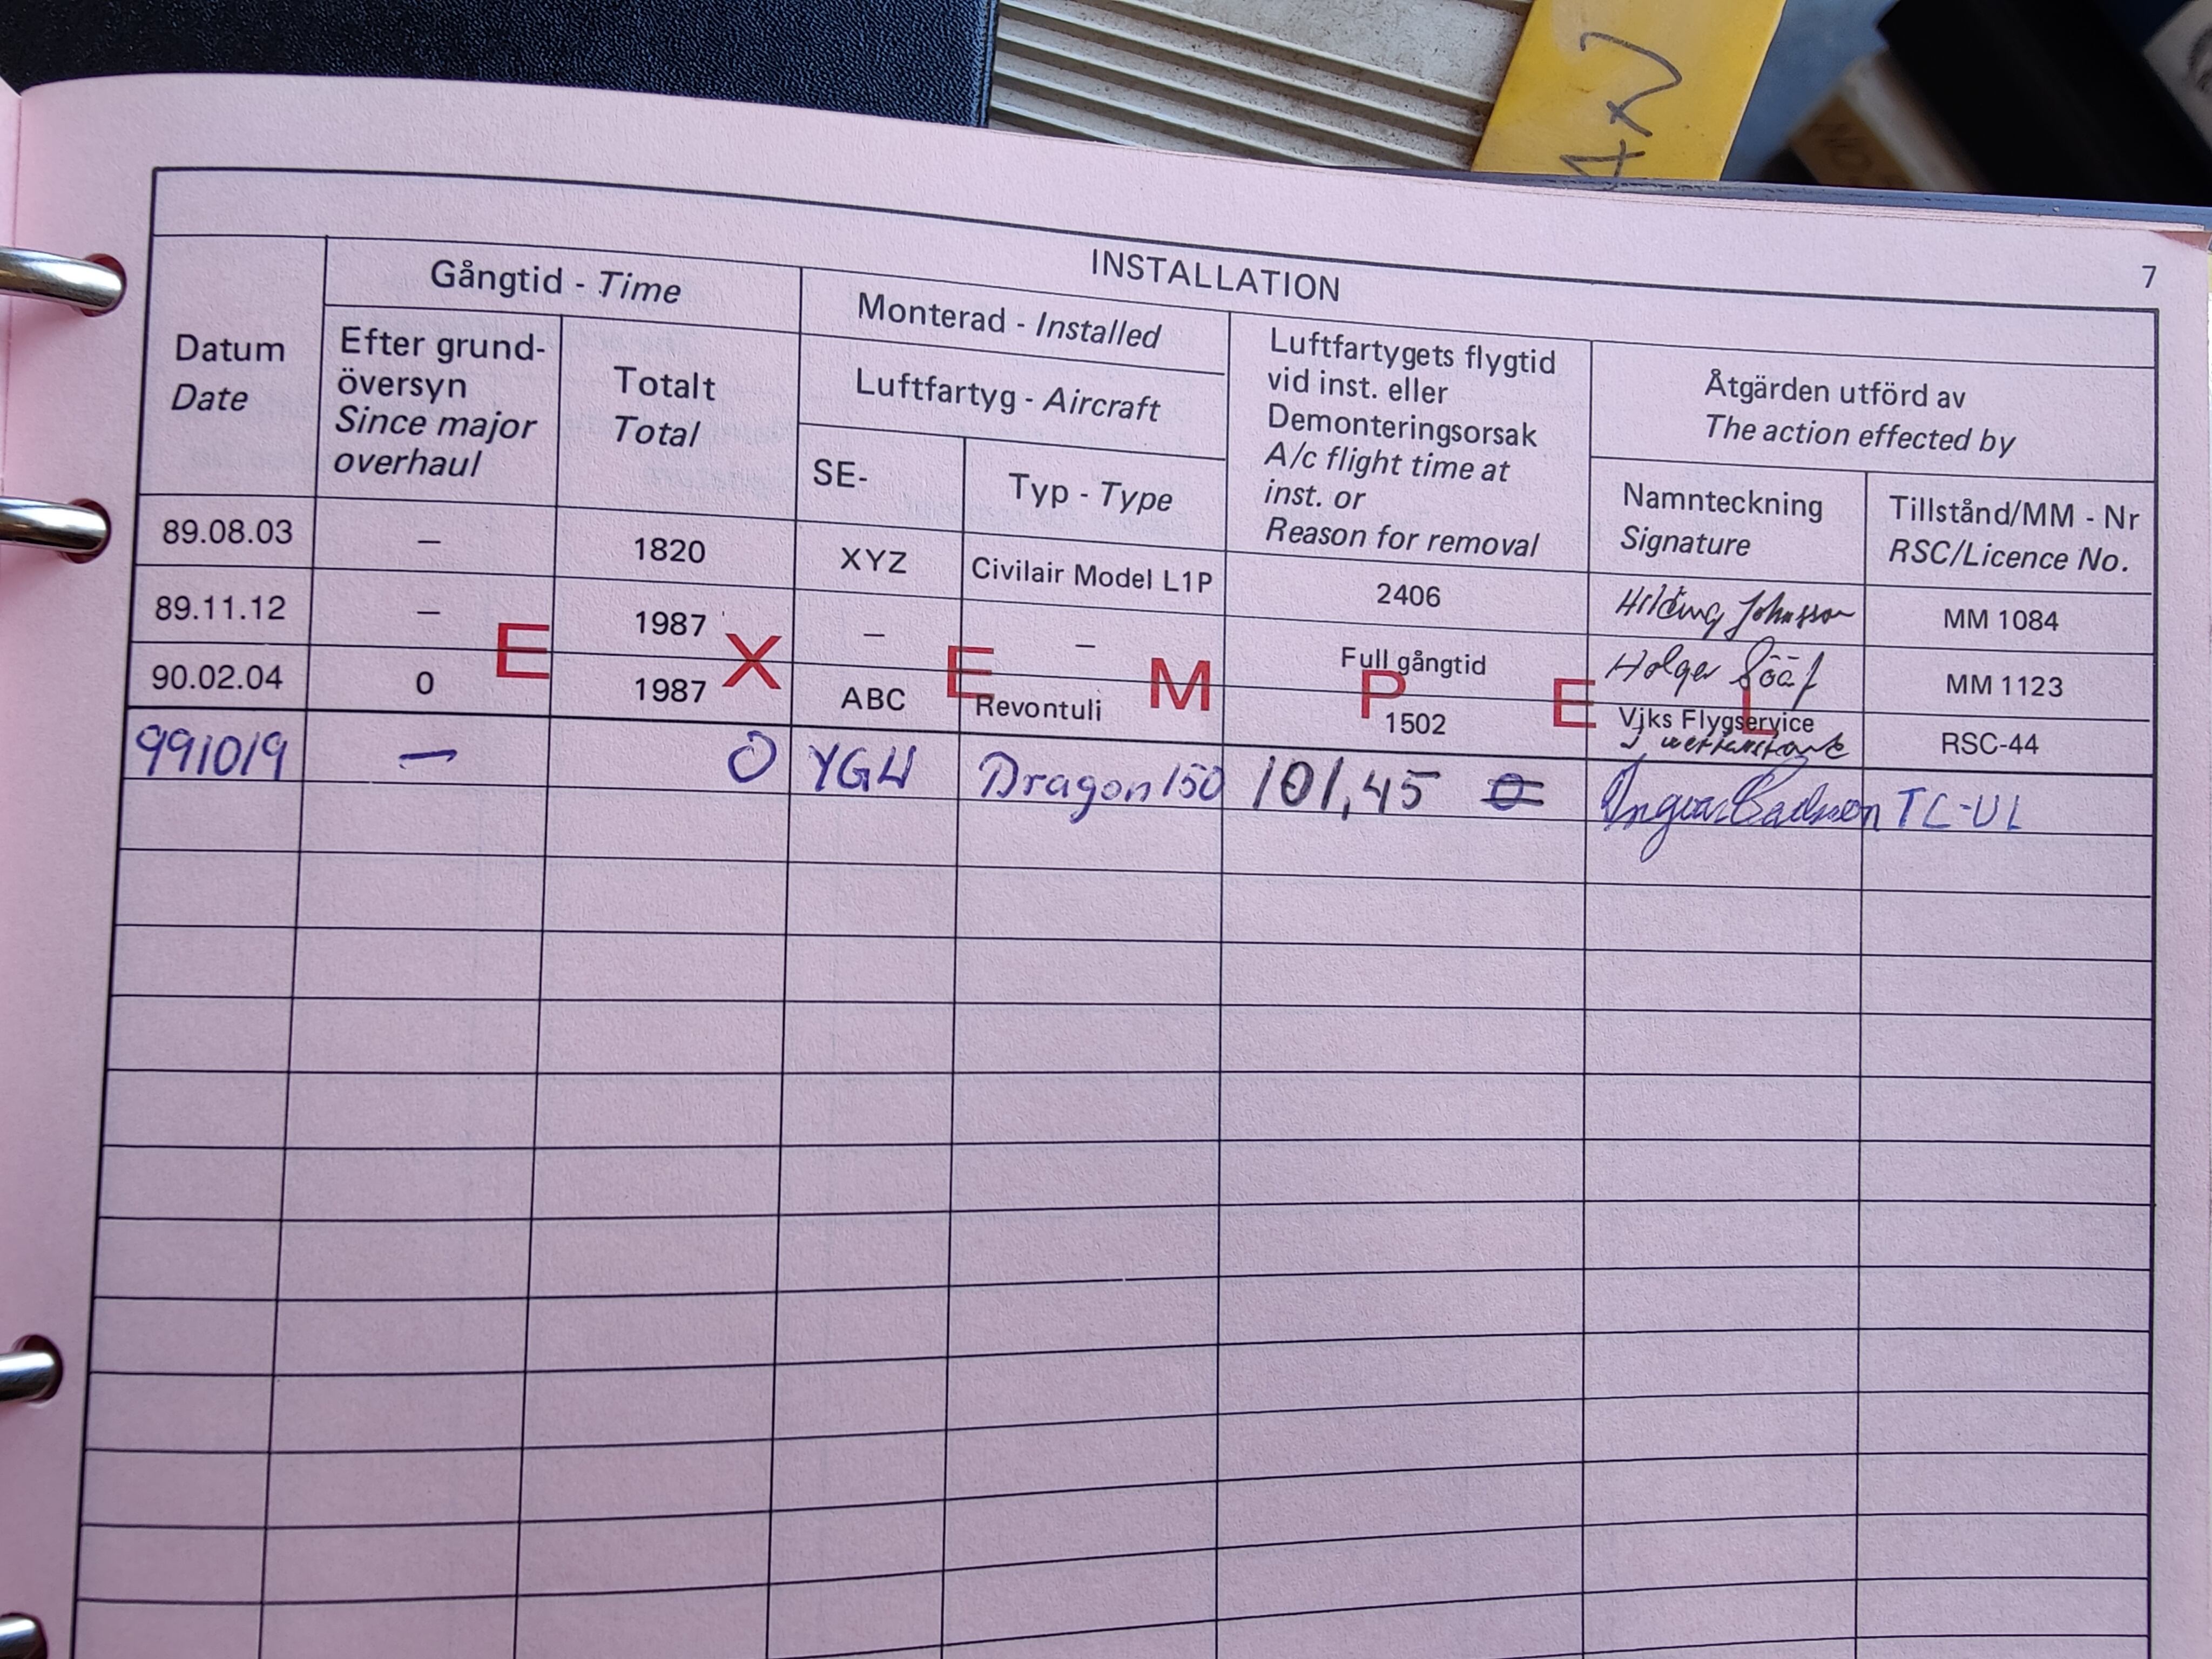 INSTALLATION
7
Datum
Date
Gångtid - Time
Efter grund-
översyn
Since major
overhaul
Totalt
Total
Monterad - Installed
Luftfartyg - Aircraft
SE-
Typ - Type
Luftfartygets flygtid
vid inst. eller
Demonteringsorsak
A/c flight time at
inst. or
Reason for removal
Åtgärden utförd av
The action effected by
Namnteckning
Signature
Tillstånd/MM - Nr
RSC/Licence No.
89.08.03 – 1820 XYZ Civilair Model L1P 2406 Hilding Johnsson MM 1084
89.11.12 – 1987 – – Full gångtid Holger MM 1123
90.02.04 0 1987 ABC Revontuli 1502 Vjks Flygservice RSC-44
E X E M P E L
991019 — 0 Dragon 150 101,45 TC-UL